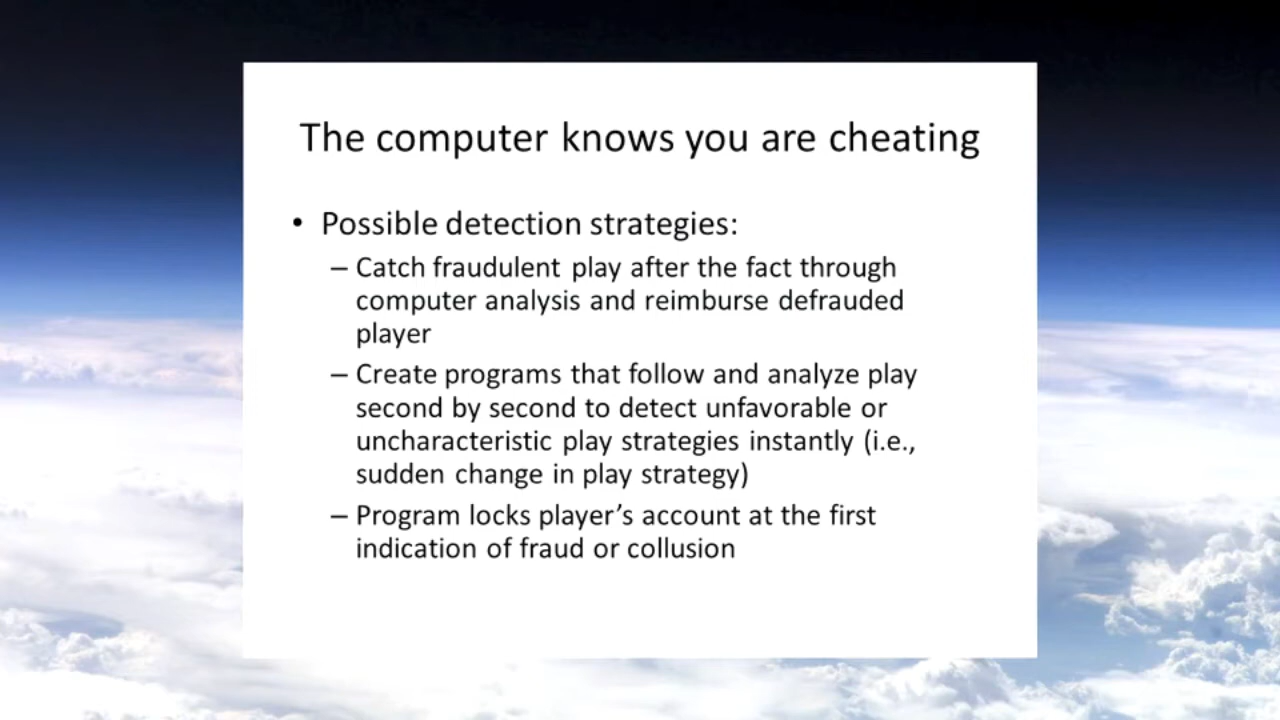 The computer knows you are cheating
• Possible detection strategies:
– Catch fraudulent play after the fact through
computer analysis and reimburse defrauded
player
– Create programs that follow and analyze play
second by second to detect unfavorable or
uncharacteristic play strategies instantly (i.e.,
sudden change in play strategy)
– Program locks player’s account at the first
indication of fraud or collusion